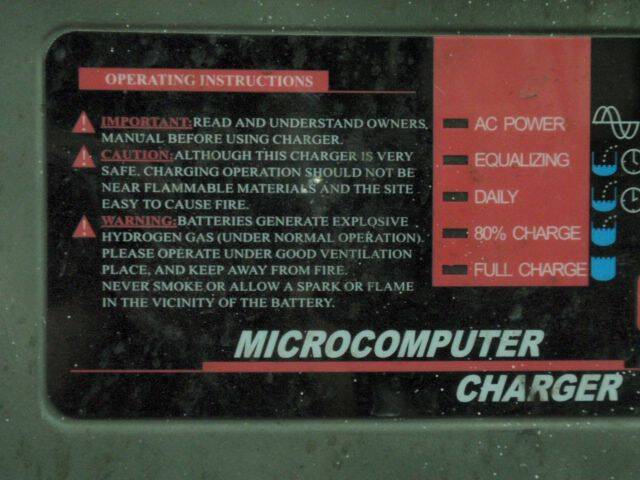 OPERATING INSTRUCTIONS
IMPORTANT: READ AND UNDERSTAND OWNERS
MANUAL BEFORE USING CHARGER.
CAUTION: ALTHOUGH THIS CHARGER IS VERY
SAFE. CHARGING OPERATION SHOULD NOT BE
NEAR FLAMMABLE MATERIALS AND THE SITE
EASY TO CAUSE FIRE.
WARNING: BATTERIES GENERATE EXPLOSIVE
HYDROGEN GAS (UNDER NORMAL OPERATION).
PLEASE OPERATE UNDER GOOD VENTILATION
PLACE, AND KEEP AWAY FROM FIRE.
NEVER SMOKE OR ALLOW A SPARK OR FLAME
IN THE VICINITY OF THE BATTERY.
AC POWER
EQUALIZING
DAILY
80% CHARGE
FULL CHARGE
MICROCOMPUTER
CHARGER